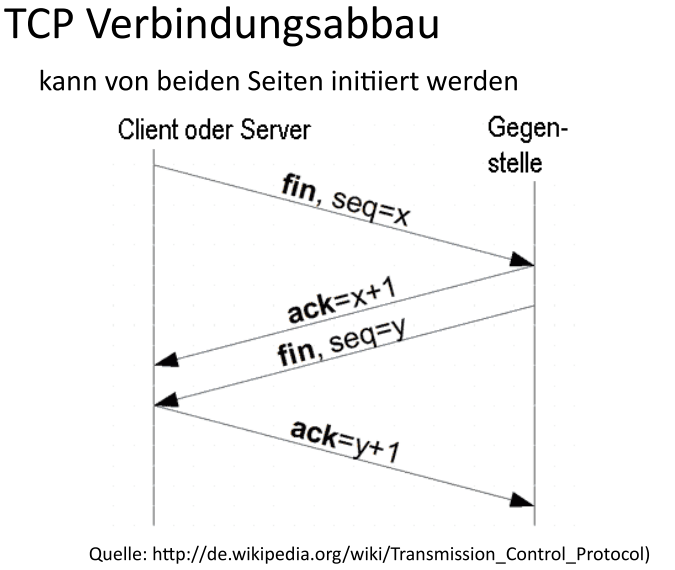 TCP Verbindungsabbau
kann von beiden Seiten initiiert werden
Client oder Server
Gegen-
stelle
fin, seq=x
ack=x+1
fin, seq=y
ack=y+1
Quelle: http://de.wikipedia.org/wiki/Transmission_Control_Protocol)